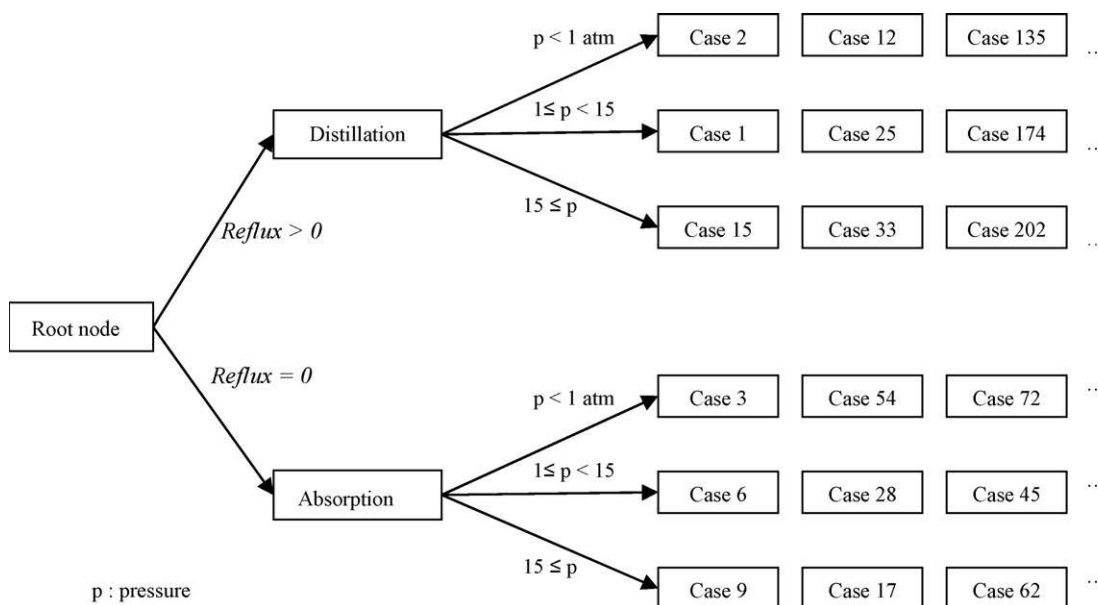 p < 1 atm
Case 2 Case 12 Case 135 ...
Distillation
1≤ p < 15
Case 1 Case 25 Case 174 ...
15 ≤ p
Case 15 Case 33 Case 202 ...
Reflux > 0
Root node
Reflux = 0
p < 1 atm
Case 3 Case 54 Case 72 ...
Absorption
1≤ p < 15
Case 6 Case 28 Case 45 ...
15 ≤ p
Case 9 Case 17 Case 62 ...
p : pressure